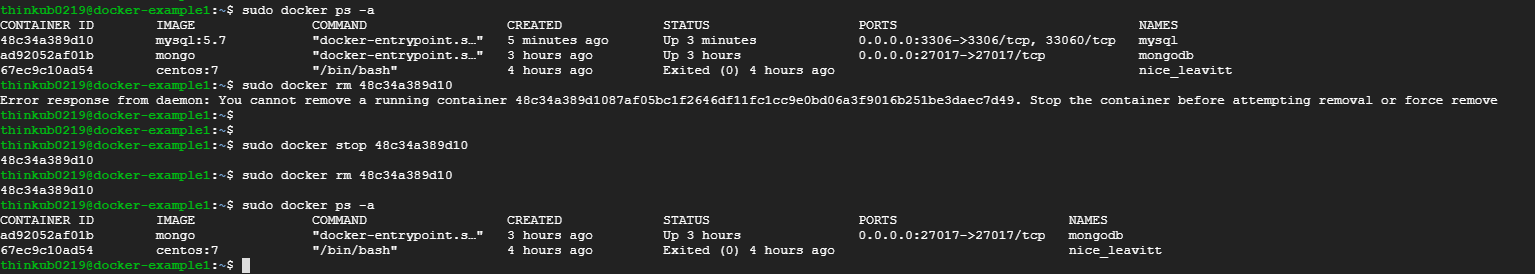 thinkub0219@docker-example1:~$ sudo docker ps -a
CONTAINER ID        IMAGE               COMMAND                  CREATED             STATUS                     PORTS                               NAMES
48c34a389d10        mysql:5.7           "docker-entrypoint.s…"   5 minutes ago       Up 3 minutes               0.0.0.0:3306->3306/tcp, 33060/tcp   mysql
ad92052af01b        mongo               "docker-entrypoint.s…"   3 hours ago         Up 3 hours                 0.0.0.0:27017->27017/tcp            mongodb
67ec9c10ad54        centos:7            "/bin/bash"              4 hours ago         Exited (0) 4 hours ago                                         nice_leavitt
thinkub0219@docker-example1:~$ sudo docker rm 48c34a389d10
Error response from daemon: You cannot remove a running container 48c34a389d1087af05bc1f2646df11fc1cc9e0bd06a3f9016b251be3daec7d49. Stop the container before attempting removal or force remove
thinkub0219@docker-example1:~$
thinkub0219@docker-example1:~$
thinkub0219@docker-example1:~$ sudo docker stop 48c34a389d10
48c34a389d10
thinkub0219@docker-example1:~$ sudo docker rm 48c34a389d10
48c34a389d10
thinkub0219@docker-example1:~$ sudo docker ps -a
CONTAINER ID        IMAGE               COMMAND                  CREATED             STATUS                     PORTS                      NAMES
ad92052af01b        mongo               "docker-entrypoint.s…"   3 hours ago         Up 3 hours                 0.0.0.0:27017->27017/tcp   mongodb
67ec9c10ad54        centos:7            "/bin/bash"              4 hours ago         Exited (0) 4 hours ago                                nice_leavitt
thinkub0219@docker-example1:~$